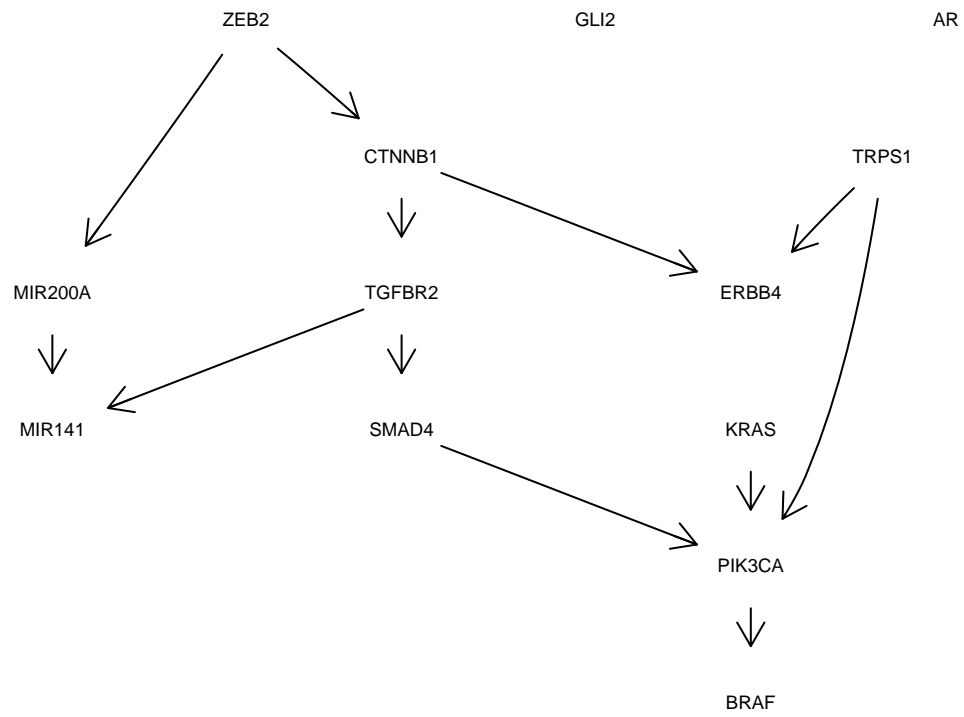 ZEB2 GLI2 AR
CTNNB1 TRPS1
MIR200A TGFBR2 ERBB4
MIR141 SMAD4 KRAS
PIK3CA
BRAF